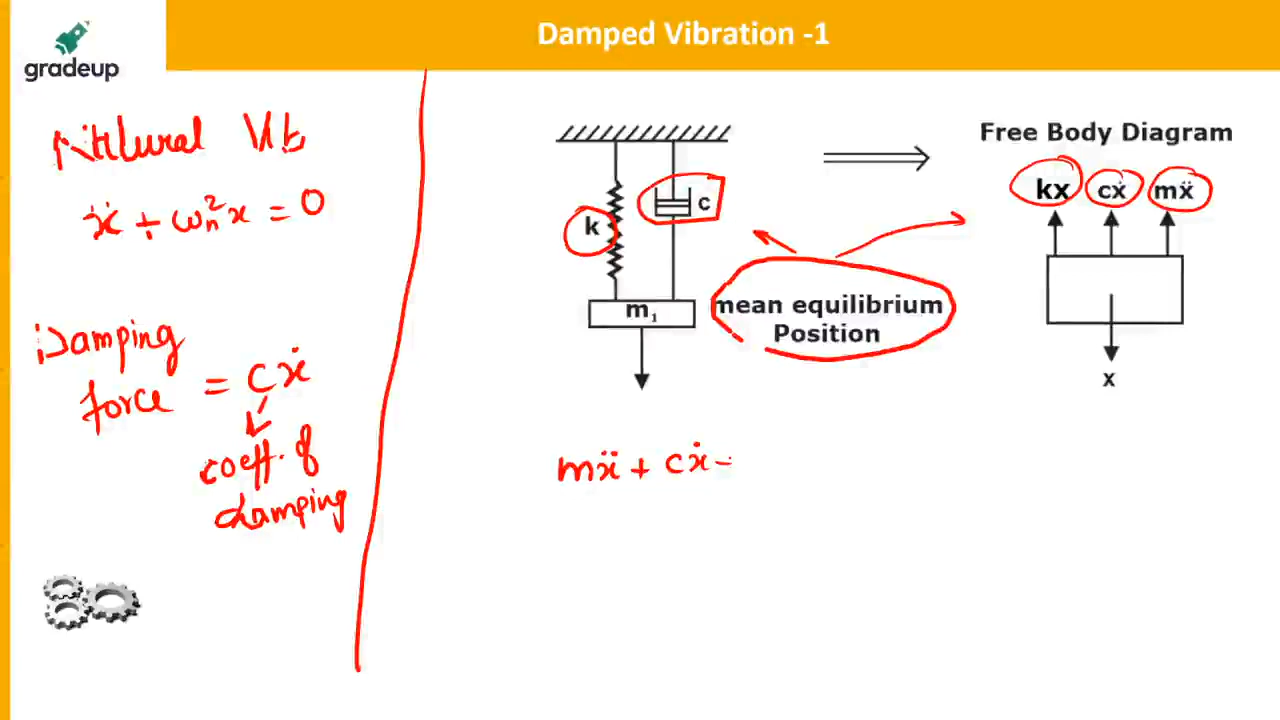 gradeup
Damped Vibration -1
Natural Vib
ẍ + ωₙ²x = 0
Damping
force = cẋ
coeff. of
damping
k
c
m₁
mean equilibrium
Position
Free Body Diagram
kx cẋ mẍ
x
mẍ + cẋ -